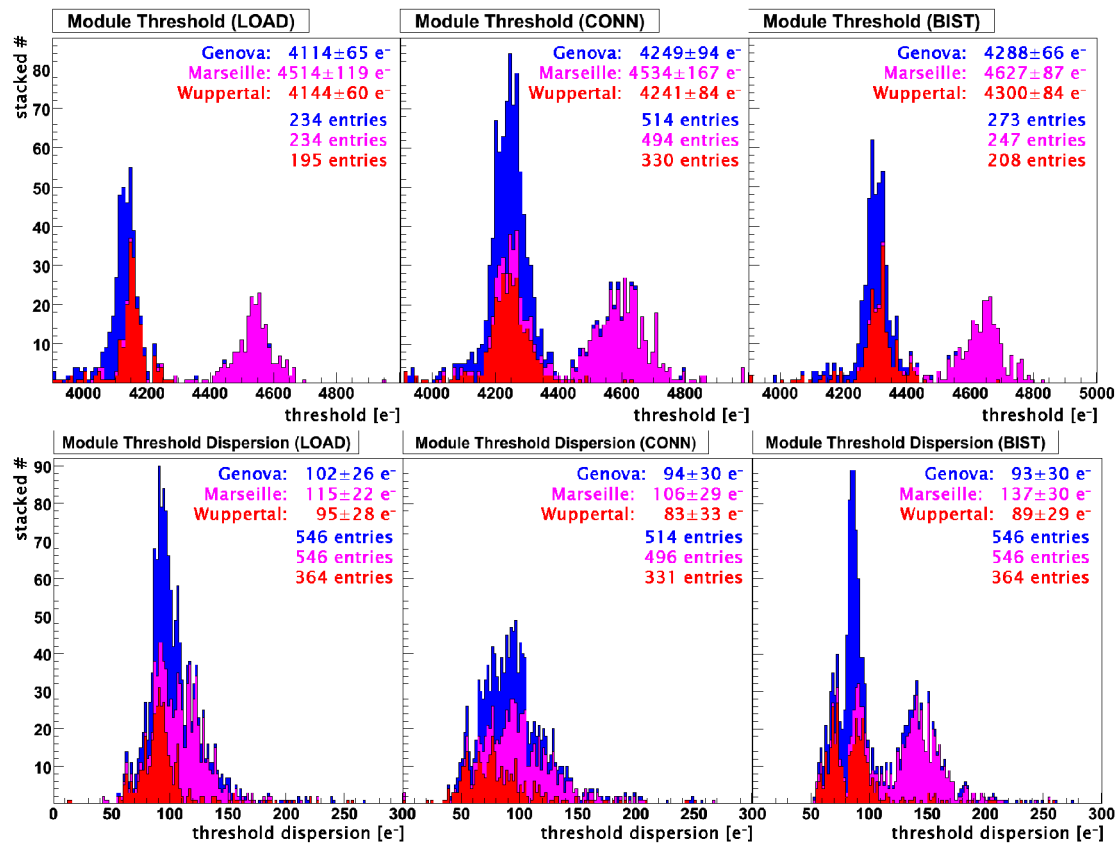 Module Threshold (LOAD)
stacked #
Genova: 4114±65 e⁻
Marseille: 4514±119 e⁻
Wuppertal: 4144±60 e⁻
234 entries
234 entries
195 entries
80
70
60
50
40
30
20
10
4000 4200 4400 4600 4800
threshold [e⁻]
Module Threshold (CONN)
Genova: 4249±94 e⁻
Marseille: 4534±167 e⁻
Wuppertal: 4241±84 e⁻
514 entries
494 entries
330 entries
4000 4200 4400 4600 4800
threshold [e⁻]
Module Threshold (BIST)
Genova: 4288±66 e⁻
Marseille: 4627±87 e⁻
Wuppertal: 4300±84 e⁻
273 entries
247 entries
208 entries
4000 4200 4400 4600 4800 5000
threshold [e⁻]
Module Threshold Dispersion (LOAD)
stacked #
Genova: 102±26 e⁻
Marseille: 115±22 e⁻
Wuppertal: 95±28 e⁻
546 entries
546 entries
364 entries
90
80
70
60
50
40
30
20
10
0 50 100 150 200 250 300
threshold dispersion [e⁻]
Module Threshold Dispersion (CONN)
Genova: 94±30 e⁻
Marseille: 106±29 e⁻
Wuppertal: 83±33 e⁻
514 entries
496 entries
331 entries
50 100 150 200 250 300
threshold dispersion [e⁻]
Module Threshold Dispersion (BIST)
Genova: 93±30 e⁻
Marseille: 137±30 e⁻
Wuppertal: 89±29 e⁻
546 entries
546 entries
364 entries
50 100 150 200 250 300
threshold dispersion [e⁻]